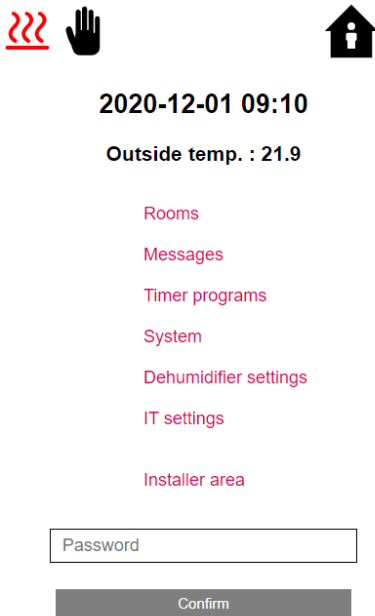 2020-12-01 09:10
Outside temp. : 21.9
Rooms
Messages
Timer programs
System
Dehumidifier settings
IT settings
Installer area
Password
Confirm